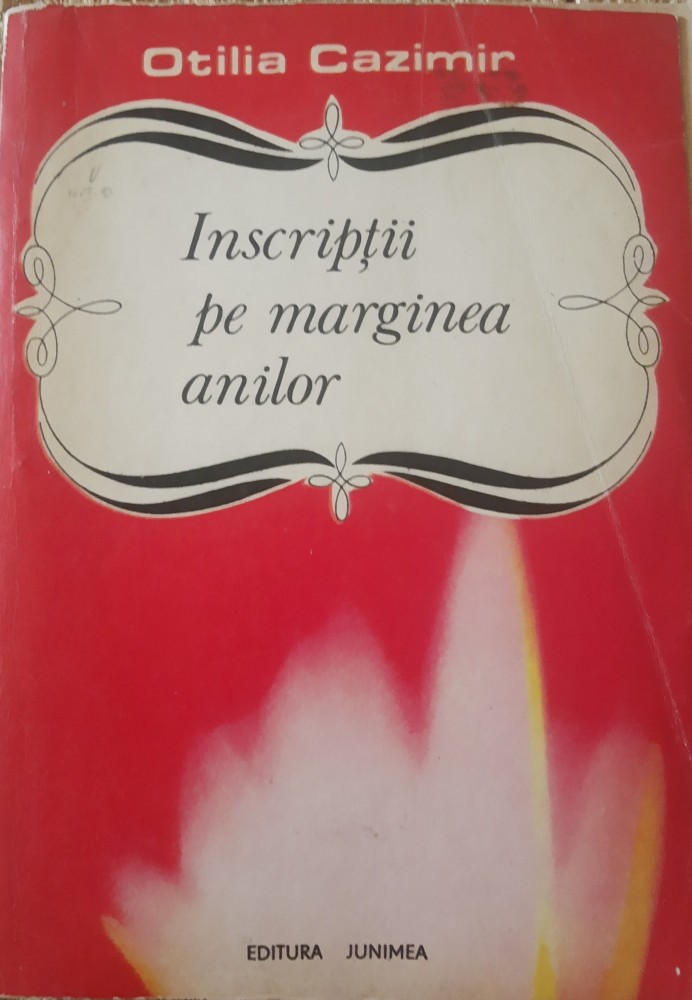 Otilia Cazimir
Inscripții
pe marginea
anilor
EDITURA JUNIMEA